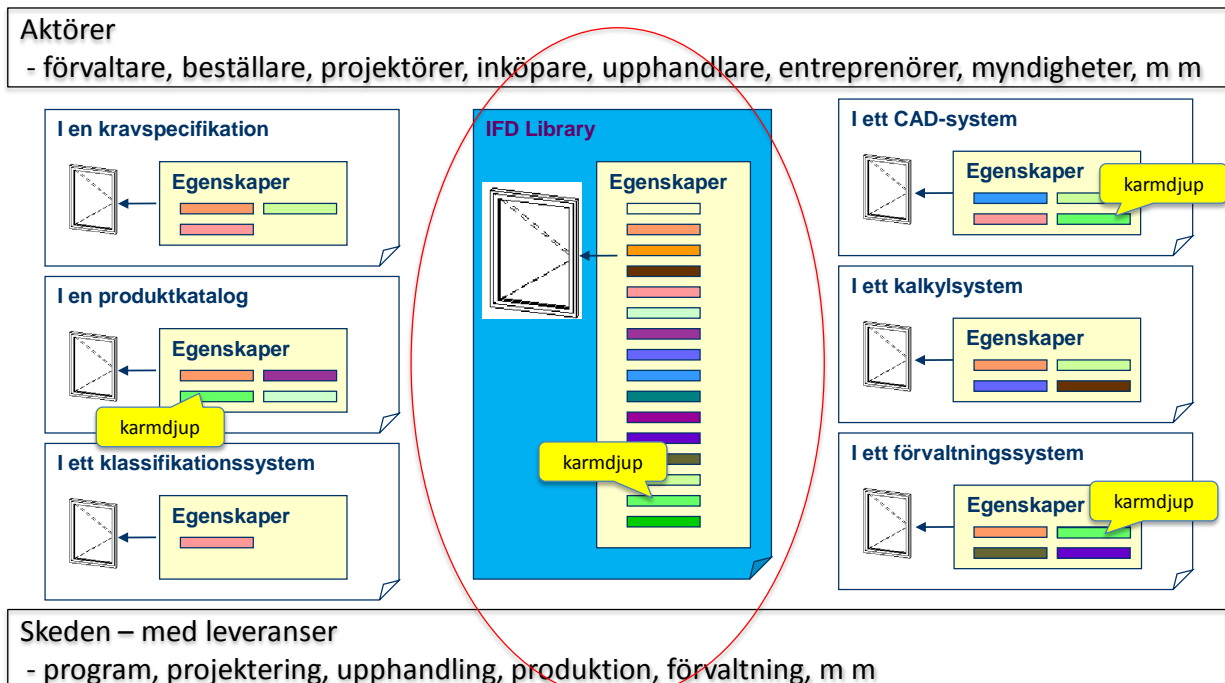 Aktörer
- förvaltare, beställare, projektörer, inköpare, upphandlare, entreprenörer, myndigheter, m m
I en kravspecifikation
Egenskaper
I en produktkatalog
Egenskaper
karmdjup
I ett klassifikationssystem
Egenskaper
IFD Library
Egenskaper
karmdjup
I ett CAD-system
Egenskaper
karmdjup
I ett kalkylsystem
Egenskaper
I ett förvaltningssystem
Egenskaper
karmdjup
Skeden – med leveranser
- program, projektering, upphandling, produktion, förvaltning, m m